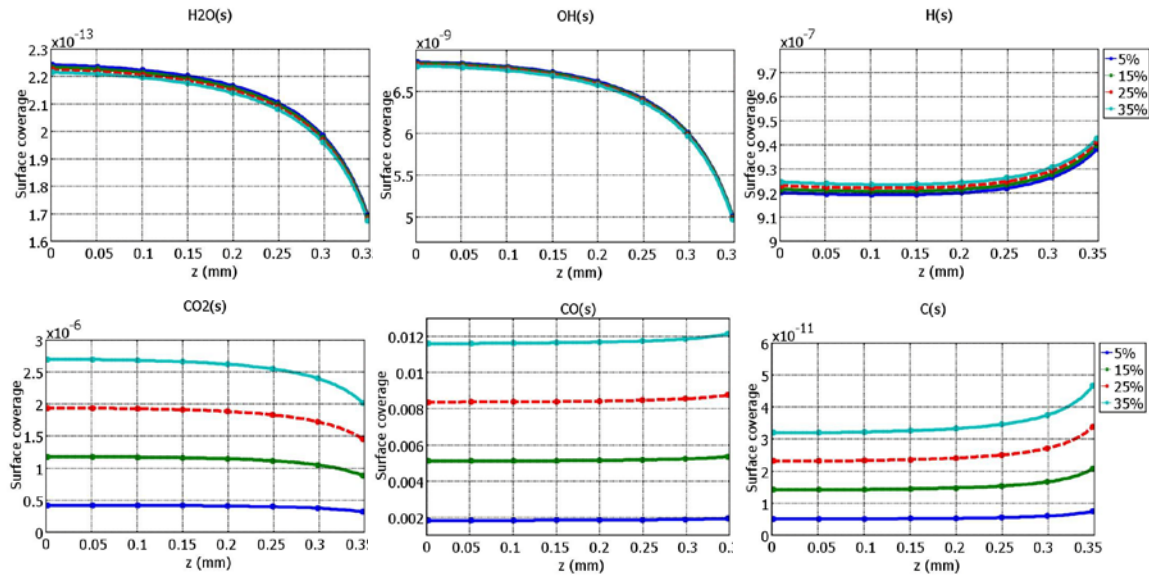 H2O(s)
x10^-13
2.3
2.2
2.1
2
1.9
1.8
1.7
1.6
Surface coverage
0 0.05 0.1 0.15 0.2 0.25 0.3 0.3
z (mm)
OH(s)
x10^-9
6.5
6
5.5
5
Surface coverage
0 0.05 0.1 0.15 0.2 0.25 0.3
z (mm)
H(s)
x10^-7
9.7
9.6
9.5
9.4
9.3
9.2
9.1
9
Surface coverage
0 0.05 0.1 0.15 0.2 0.25 0.3 0.35
z (mm)
5%
15%
25%
35%
CO2(s)
x10^-6
3
2.5
2
1.5
1
0.5
0
Surface coverage
0 0.05 0.1 0.15 0.2 0.25 0.3 0.35
z (mm)
CO(s)
0.012
0.01
0.008
0.006
0.004
0.002
Surface coverage
0 0.05 0.1 0.15 0.2 0.25 0.3
z (mm)
C(s)
x10^-11
6
5
4
3
2
1
0
Surface coverage
0 0.05 0.1 0.15 0.2 0.25 0.3 0.35
z (mm)
5%
15%
25%
35%